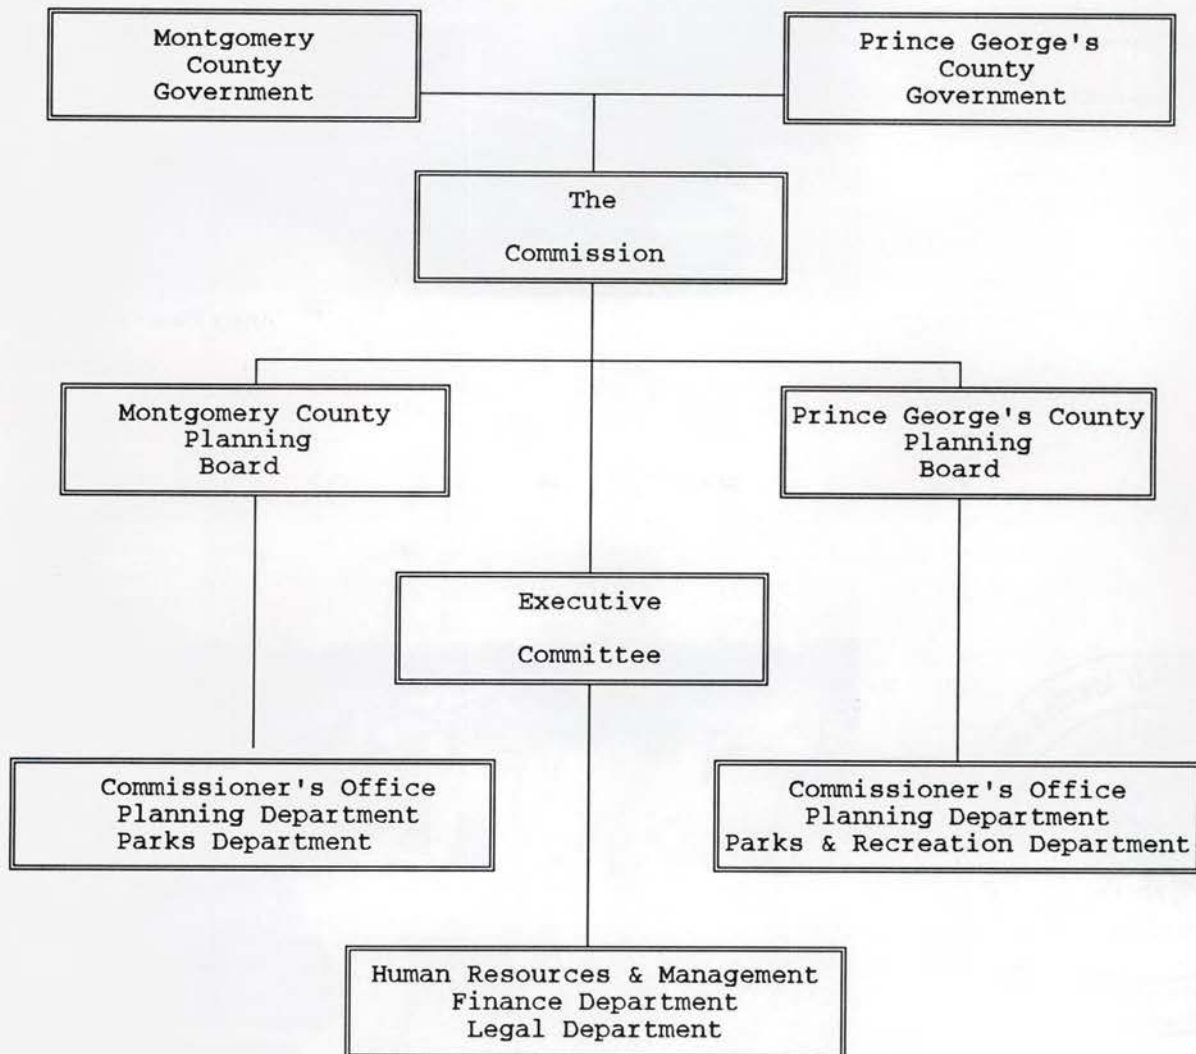 Montgomery
County
Government
Prince George's
County
Government
The
Commission
Montgomery County
Planning
Board
Prince George's County
Planning
Board
Executive
Committee
Commissioner's Office
Planning Department
Parks Department
Commissioner's Office
Planning Department
Parks & Recreation Department
Human Resources & Management
Finance Department
Legal Department